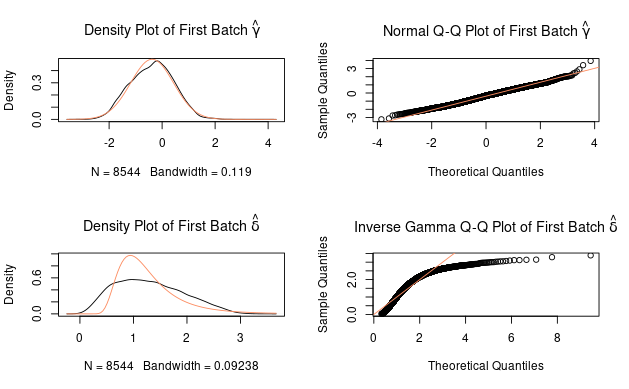 Density Plot of First Batch γ̂
Density
0.0 0.3
-2 0 2 4
N = 8544 Bandwidth = 0.119
Normal Q-Q Plot of First Batch γ̂
Sample Quantiles
-3 0 3
-4 -2 0 2 4
Theoretical Quantiles
Density Plot of First Batch δ̂
Density
0.0 0.6
0 1 2 3
N = 8544 Bandwidth = 0.09238
Inverse Gamma Q-Q Plot of First Batch δ̂
Sample Quantiles
0.0 2.0
0 2 4 6 8
Theoretical Quantiles